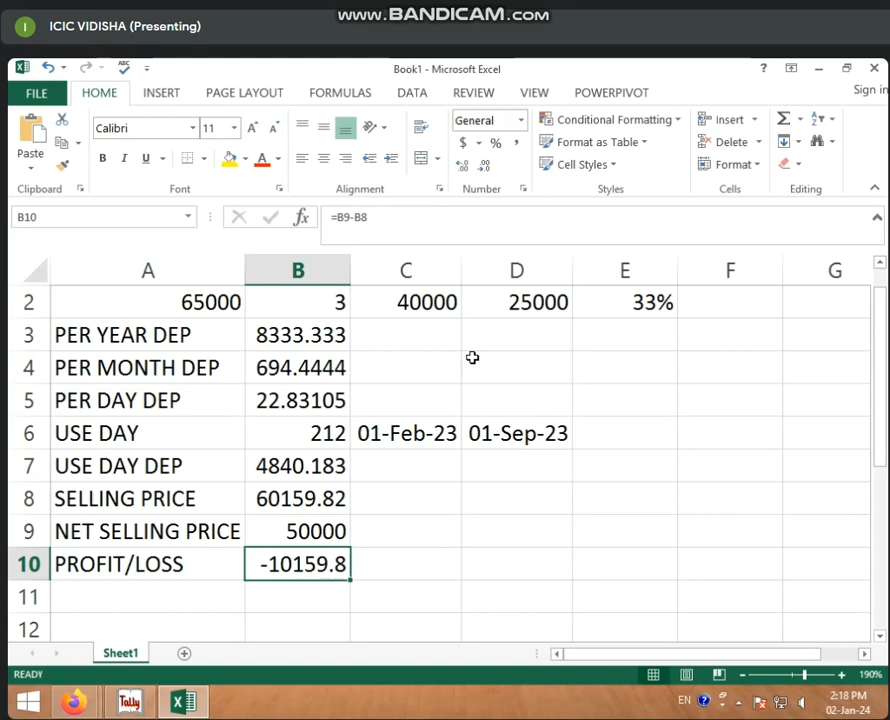 www.BANDICAM.com
I ICIC VIDISHA (Presenting)
Book1 - Microsoft Excel ?
FILE HOME INSERT PAGE LAYOUT FORMULAS DATA REVIEW VIEW POWERPIVOT Sign in
Paste
Calibri 11 A A
B I U A
General
$ % ,
Conditional Formatting
Format as Table
Cell Styles
Insert
Delete
Format
Clipboard Font Alignment Number Styles Cells Editing
B10 fx =B9-B8
A B C D E F G
2 65000 3 40000 25000 33%
3 PER YEAR DEP 8333.333
4 PER MONTH DEP 694.4444
5 PER DAY DEP 22.83105
6 USE DAY 212 01-Feb-23 01-Sep-23
7 USE DAY DEP 4840.183
8 SELLING PRICE 60159.82
9 NET SELLING PRICE 50000
10 PROFIT/LOSS -10159.8
11
12
Sheet1
READY 190%
Tally EN 2:18 PM
02-Jan-24